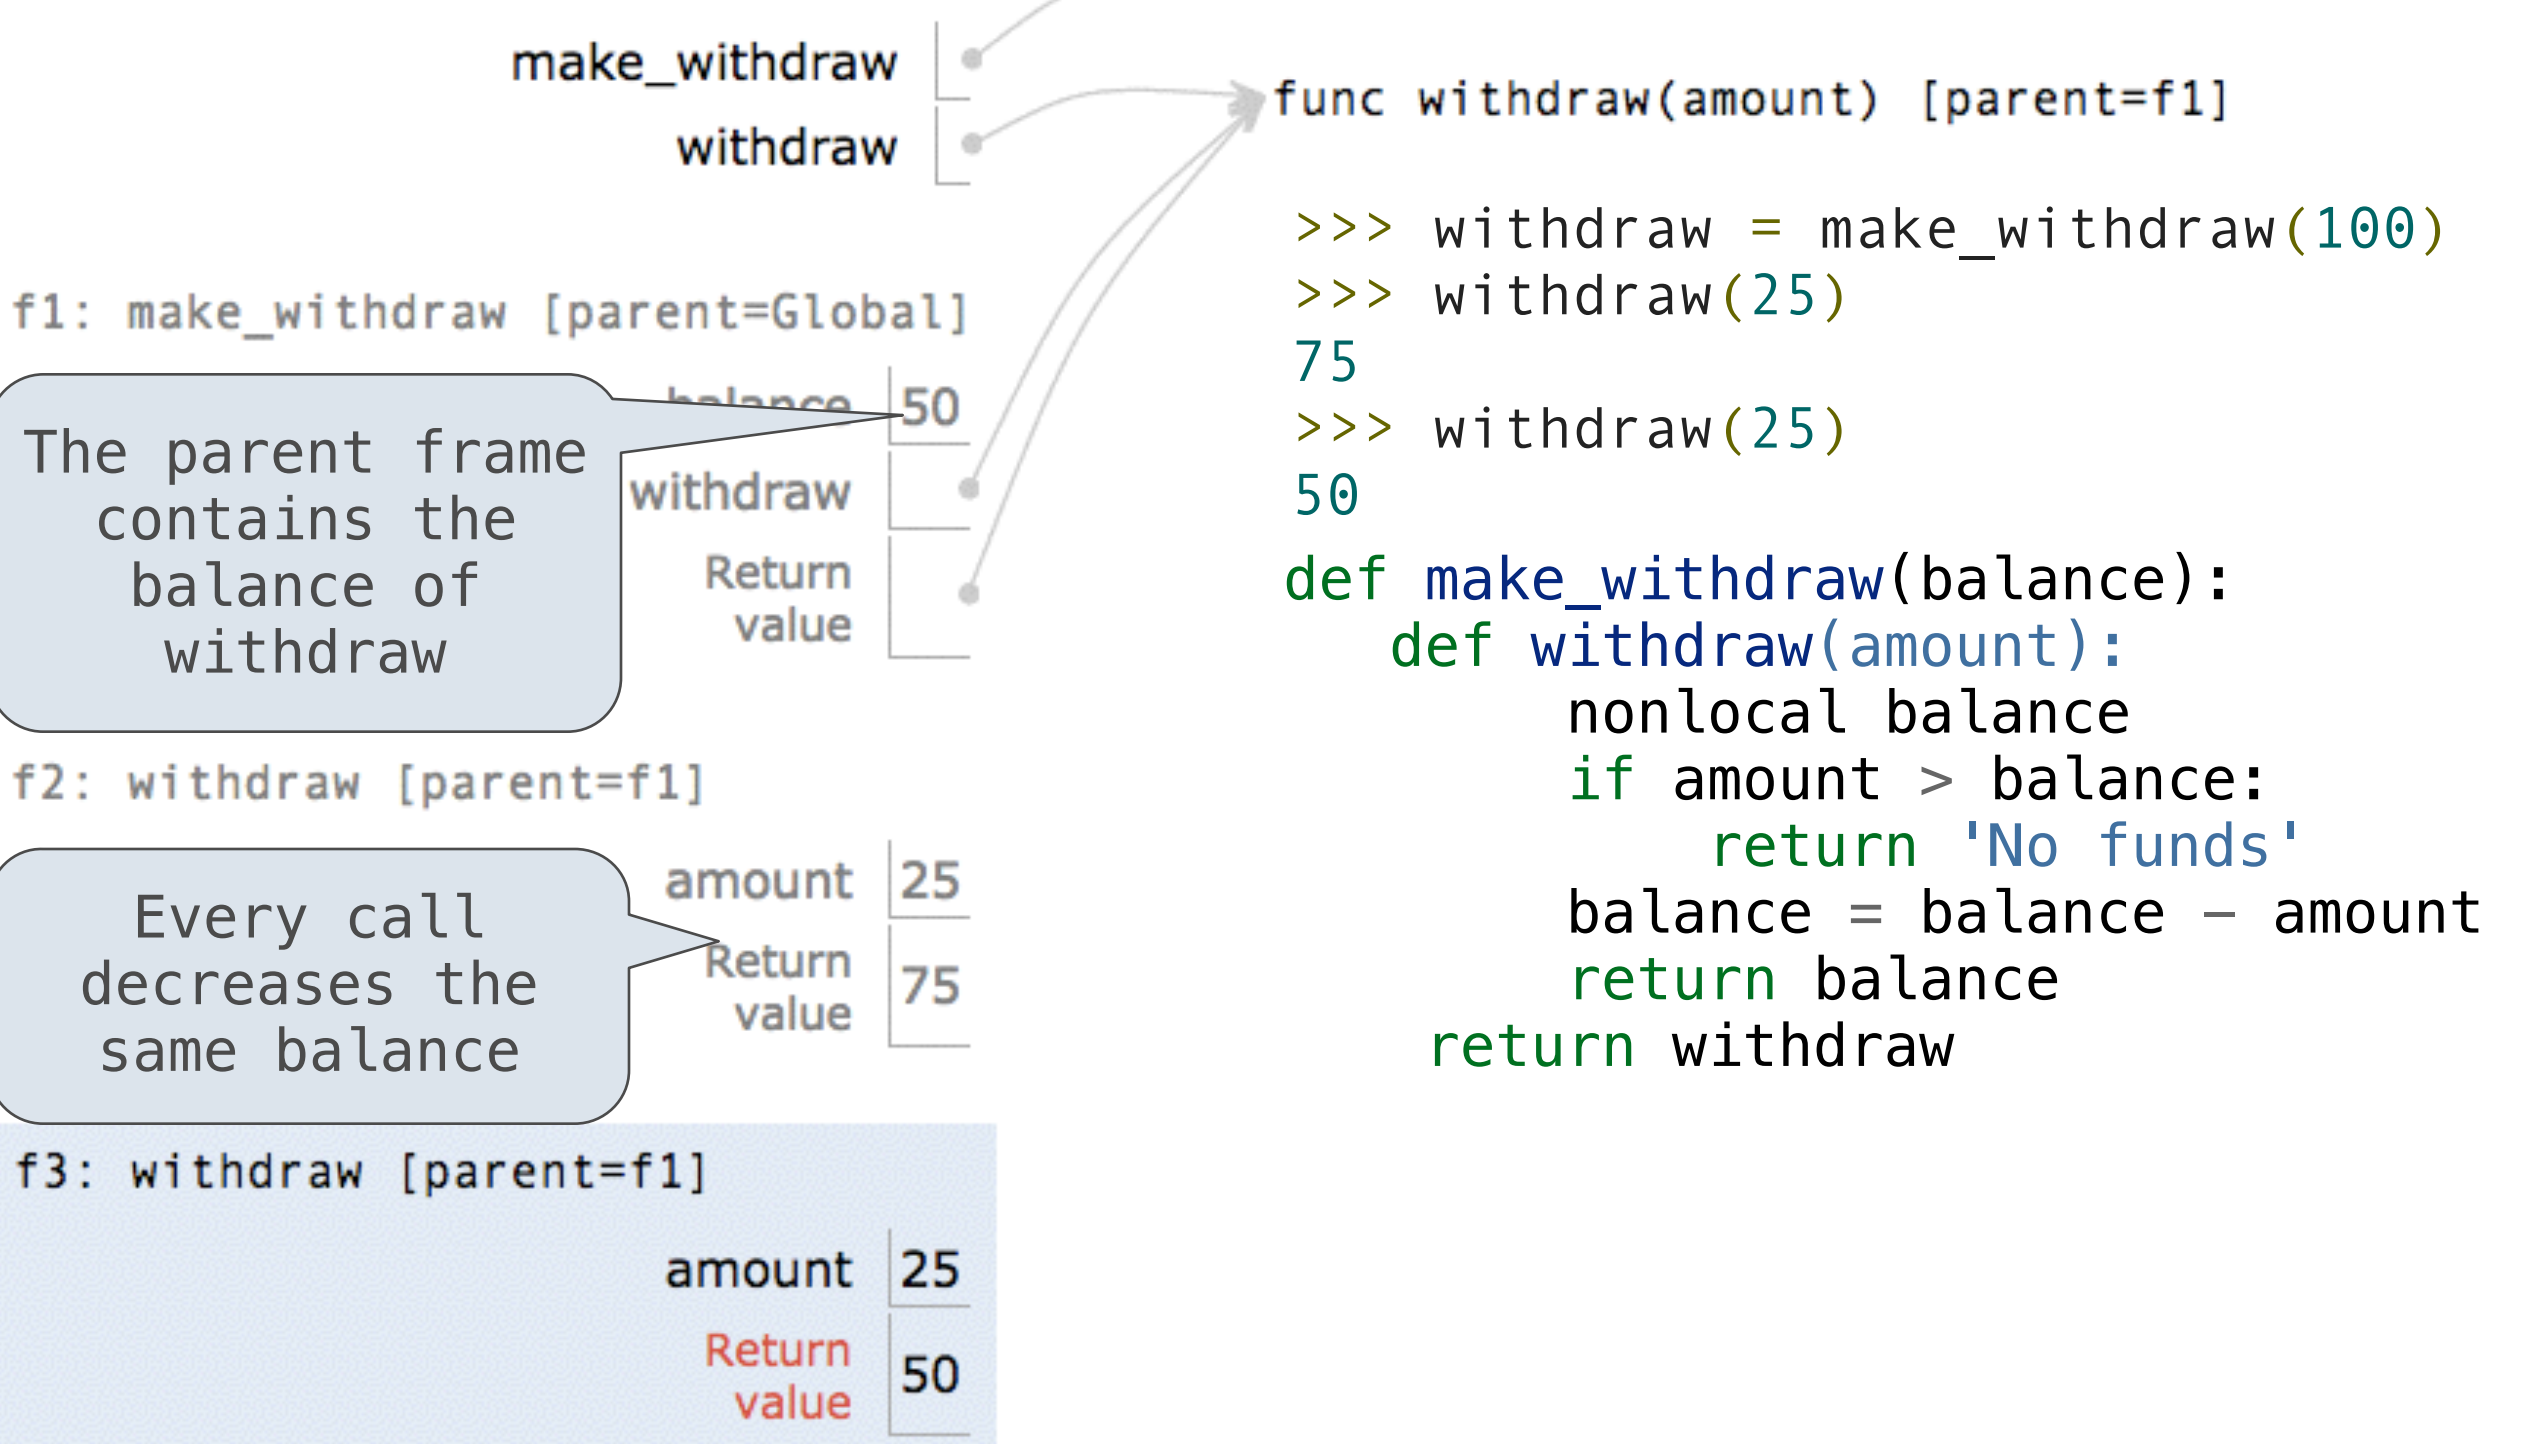 make_withdraw
withdraw
func withdraw(amount) [parent=f1]
f1: make_withdraw [parent=Global]
balance 50
withdraw
Return
value
The parent frame
contains the
balance of
withdraw
f2: withdraw [parent=f1]
amount 25
Return
value 75
Every call
decreases the
same balance
f3: withdraw [parent=f1]
amount 25
Return
value 50
>>> withdraw = make_withdraw(100)
>>> withdraw(25)
75
>>> withdraw(25)
50
def make_withdraw(balance):
def withdraw(amount):
nonlocal balance
if amount > balance:
return 'No funds'
balance = balance - amount
return balance
return withdraw